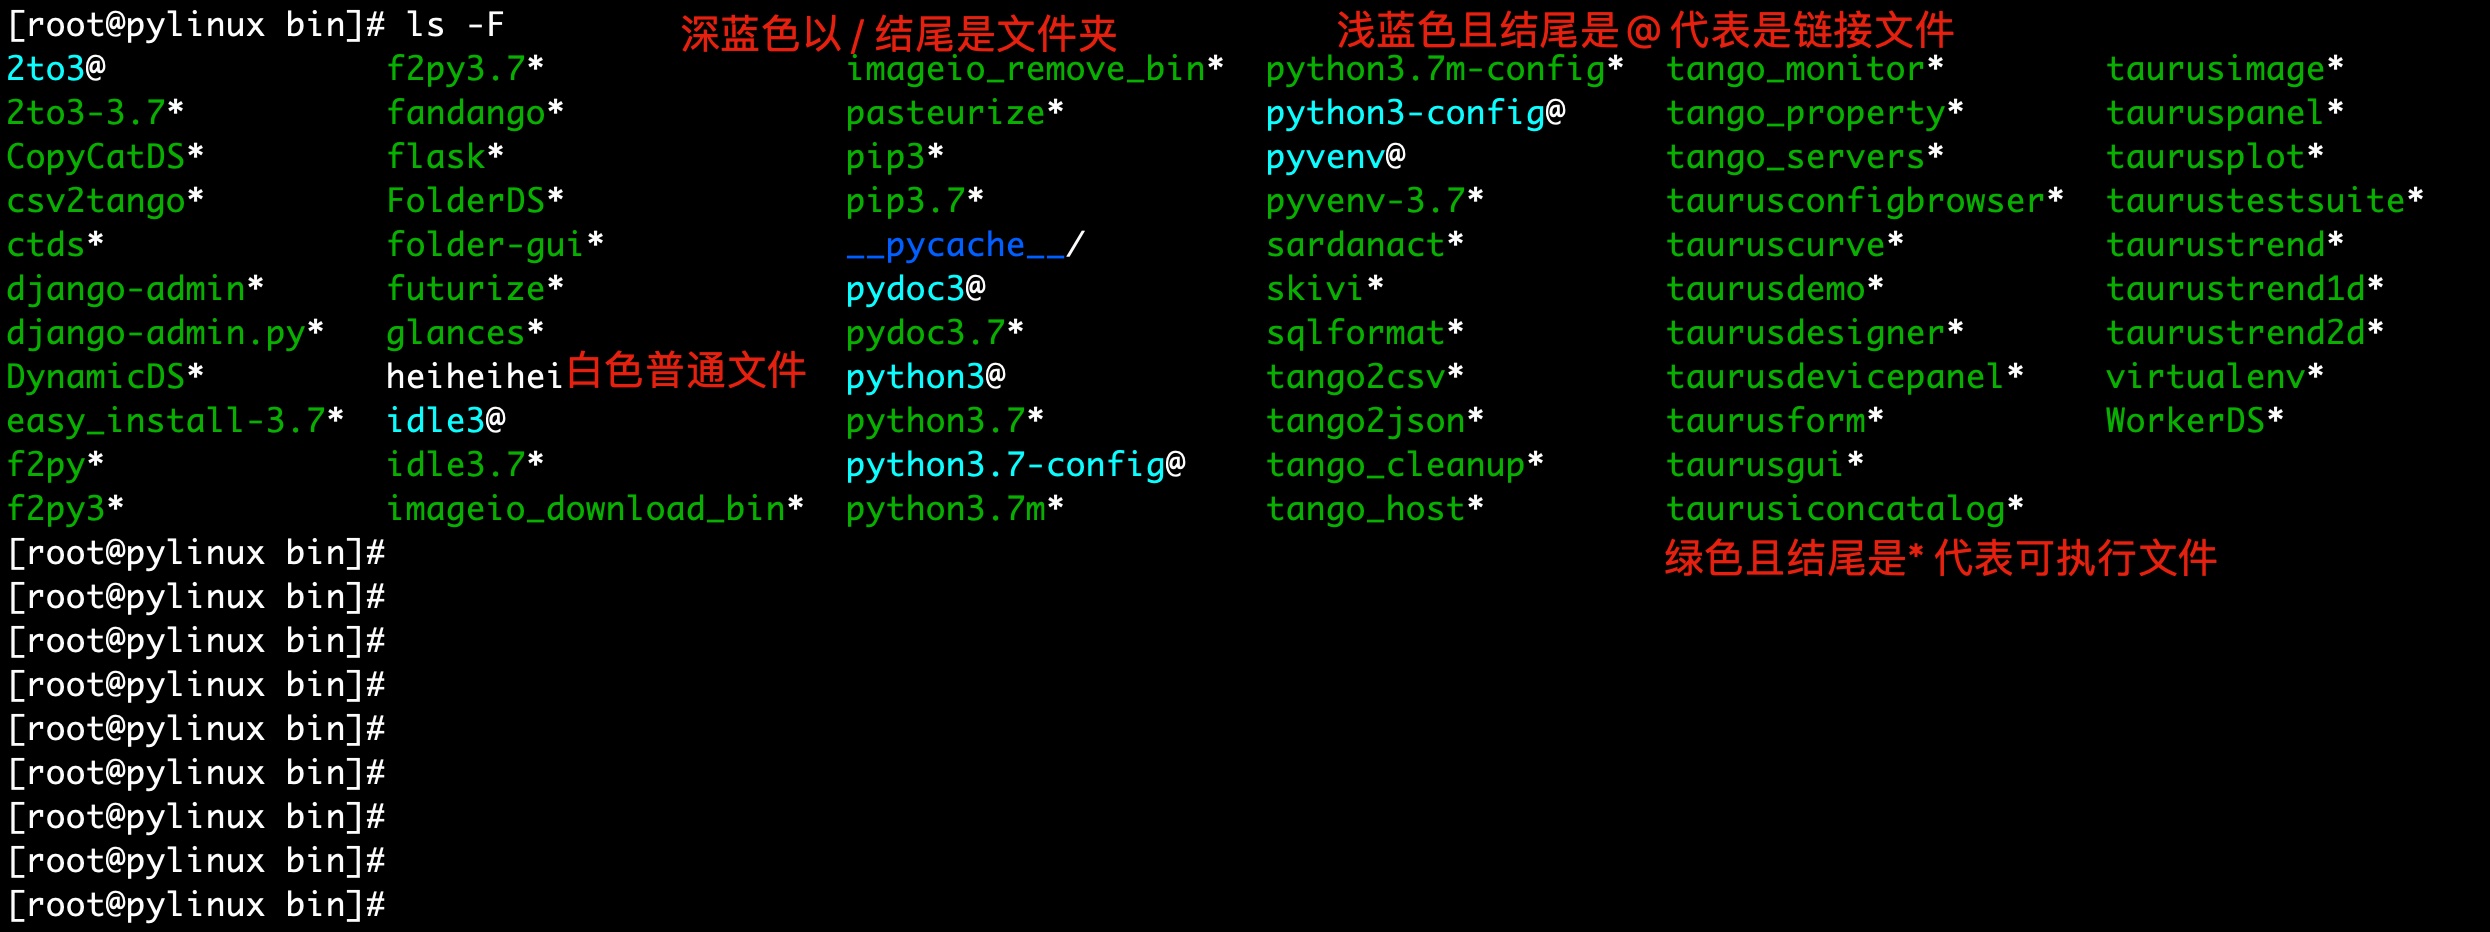 [root@pylinux bin]# ls -F
深蓝色以 / 结尾是文件夹
浅蓝色且结尾是 @ 代表是链接文件
2to3@ f2py3.7* imageio_remove_bin* python3.7m-config* tango_monitor* taurusimage*
2to3-3.7* fandango* pasteurize* python3-config@ tango_property* tauruspanel*
CopyCatDS* flask* pip3* pyvenv@ tango_servers* taurusplot*
csv2tango* FolderDS* pip3.7* pyvenv-3.7* taurusconfigbrowser* taurustestsuite*
ctds* folder-gui* __pycache__/ sardanact* tauruscurve* taurustrend*
django-admin* futurize* pydoc3@ skivi* taurusdemo* taurustrend1d*
django-admin.py* glances* pydoc3.7* sqlformat* taurusdesigner* taurustrend2d*
DynamicDS* heiheihei 白色普通文件 python3@ tango2csv* taurusdevicepanel* virtualenv*
easy_install-3.7* idle3@ python3.7* tango2json* taurusform* WorkerDS*
f2py* idle3.7* python3.7-config@ tango_cleanup* taurusgui*
f2py3* imageio_download_bin* python3.7m* tango_host* taurusiconcatalog*
[root@pylinux bin]#
绿色且结尾是* 代表可执行文件
[root@pylinux bin]#
[root@pylinux bin]#
[root@pylinux bin]#
[root@pylinux bin]#
[root@pylinux bin]#
[root@pylinux bin]#
[root@pylinux bin]#
[root@pylinux bin]#